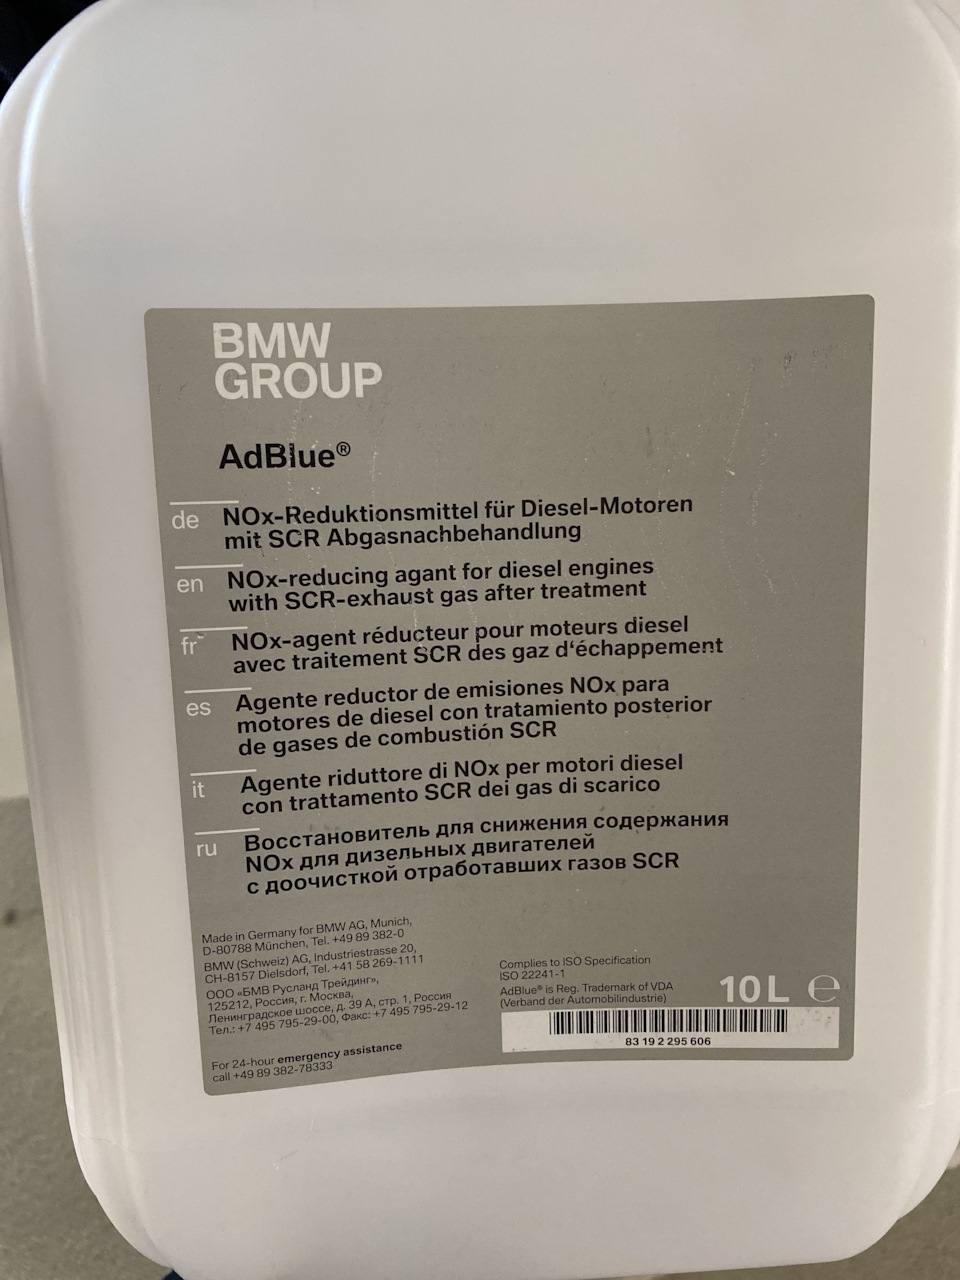 BMW
GROUP
AdBlue®
de
NOx-Reduktionsmittel für Diesel-Motoren
mit SCR Abgasnachbehandlung
en
NOx-reducing agant for diesel engines
with SCR-exhaust gas after treatment
fr
NOx-agent réducteur pour moteurs diesel
avec traitement SCR des gaz d‘échappement
es
Agente reductor de emisiones NOx para
motores de diesel con tratamiento posterior
de gases de combustión SCR
it
Agente riduttore di NOx per motori diesel
con trattamento SCR dei gas di scarico
ru
Восстановитель для снижения содержания
NOx для дизельных двигателей
с доочисткой отработавших газов SCR
Made in Germany for BMW AG, Munich,
D-80788 München, Tel. +49 89 382-0
BMW (Schweiz) AG, Industriestrasse 20,
CH-8157 Dielsdorf, Tel. +41 58 269-1111
ООО «БМВ Русланд Трейдинг»,
125212, Россия, г. Москва,
Ленинградское шоссе, д. 39 А, стр. 1, Россия
Тел.: +7 495 795-29-00, Факс: +7 495 795-29-12
For 24-hour emergency assistance
call +49 89 382-78333
Complies to ISO Specification
ISO 22241-1
AdBlue® is Reg. Trademark of VDA
(Verband der Automobilindustrie)
10 L ℮
83 19 2 295 606